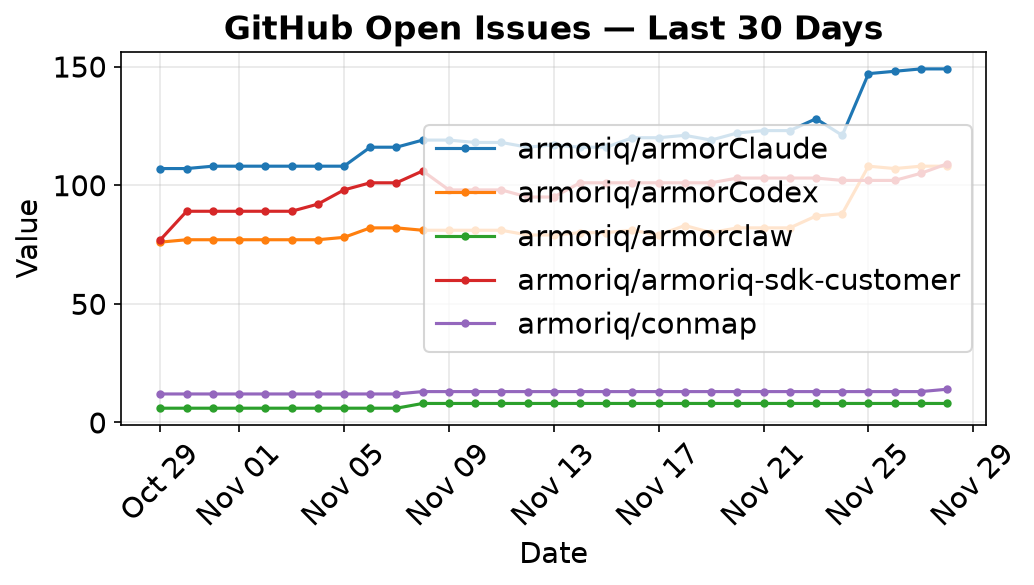 GitHub Open Issues — Last 30 Days
Value
150
100
50
0
armoriq/armorClaude
armoriq/armorCodex
armoriq/armorclaw
armoriq/armoriq-sdk-customer
armoriq/conmap
Oct 29
Nov 01
Nov 05
Nov 09
Nov 13
Nov 17
Nov 21
Nov 25
Nov 29
Date